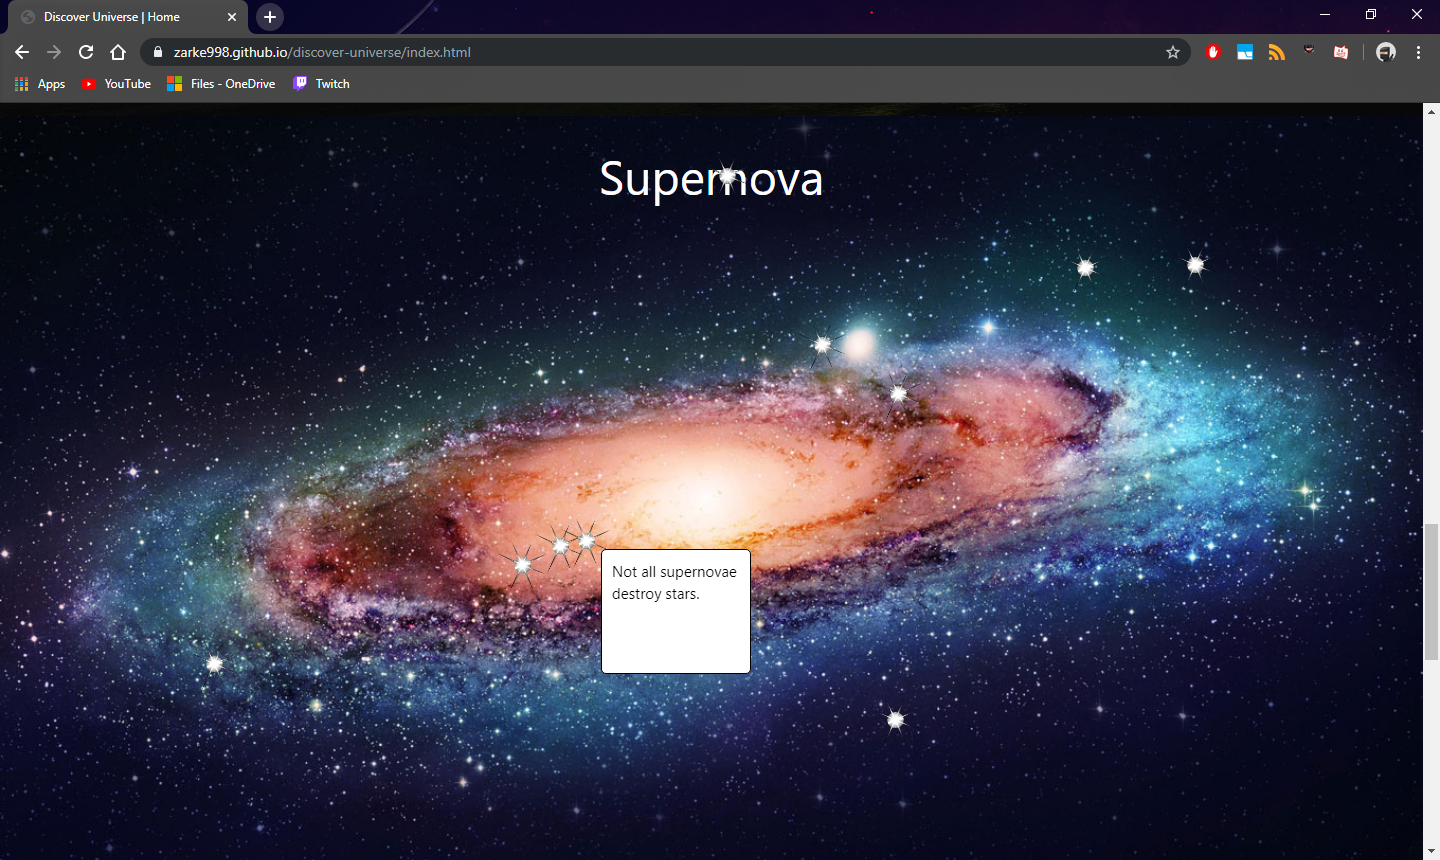 Discover Universe | Home
zarke998.github.io/discover-universe/index.html
Apps
YouTube
Files - OneDrive
Twitch
Supernova
Not all supernovae
destroy stars.